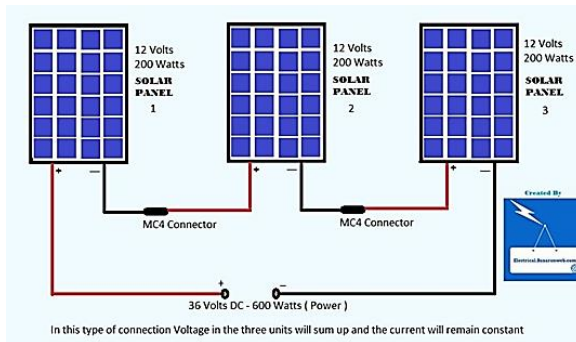 12 Volts
200 Watts
SOLAR
PANEL
1
12 Volts
200 Watts
SOLAR
PANEL
2
12 Volts
200 Watts
SOLAR
PANEL
3
+ —
+ —
+ —
MC4 Connector
MC4 Connector
Created By
+ −
36 Volts DC - 600 Watts ( Power )
In this type of connection Voltage in the three units will sum up and the current will remain constant